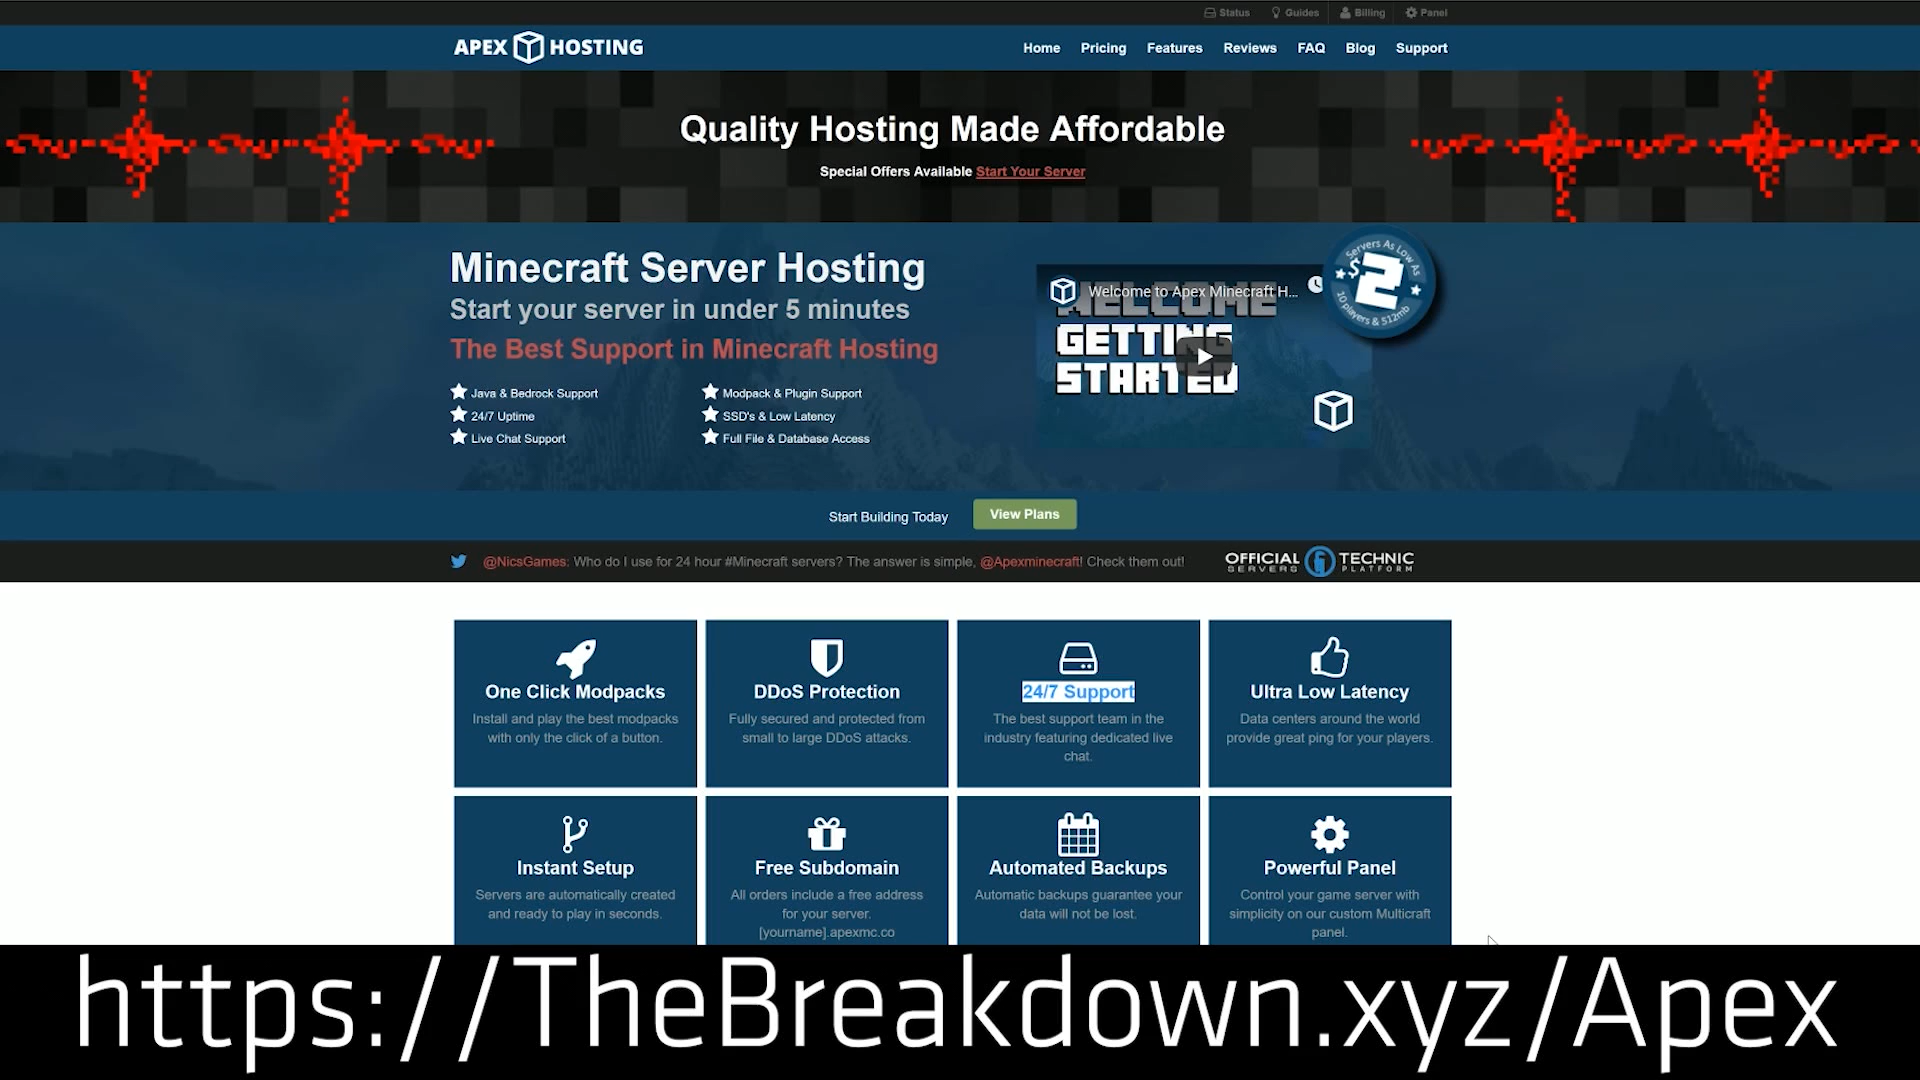 Status Guides Billing Panel
APEX HOSTING
Home Pricing Features Reviews FAQ Blog Support
Quality Hosting Made Affordable
Special Offers Available Start Your Server
Minecraft Server Hosting
Start your server in under 5 minutes
The Best Support in Minecraft Hosting
Java & Bedrock Support
Modpack & Plugin Support
24/7 Uptime
SSD's & Low Latency
Live Chat Support
Full File & Database Access
Welcome to Apex Minecraft H...
WELCOME
GETTING
STARTED
Servers As Low As
$2
10 players & 512mb
Start Building Today
View Plans
@NicsGames: Who do I use for 24 hour #Minecraft servers? The answer is simple, @Apexminecraft! Check them out!
OFFICIAL TECHNIC
SERVERS PLATFORM
One Click Modpacks
Install and play the best modpacks
with only the click of a button.
DDoS Protection
Fully secured and protected from
small to large DDoS attacks.
24/7 Support
The best support team in the
industry featuring dedicated live
chat.
Ultra Low Latency
Data centers around the world
provide great ping for your players.
Instant Setup
Servers are automatically created
and ready to play in seconds.
Free Subdomain
All orders include a free address
for your server.
[yourname].apexmc.co
Automated Backups
Automatic backups guarantee your
data will not be lost.
Powerful Panel
Control your game server with
simplicity on our custom Multicraft
panel.
https://TheBreakdown.xyz/Apex